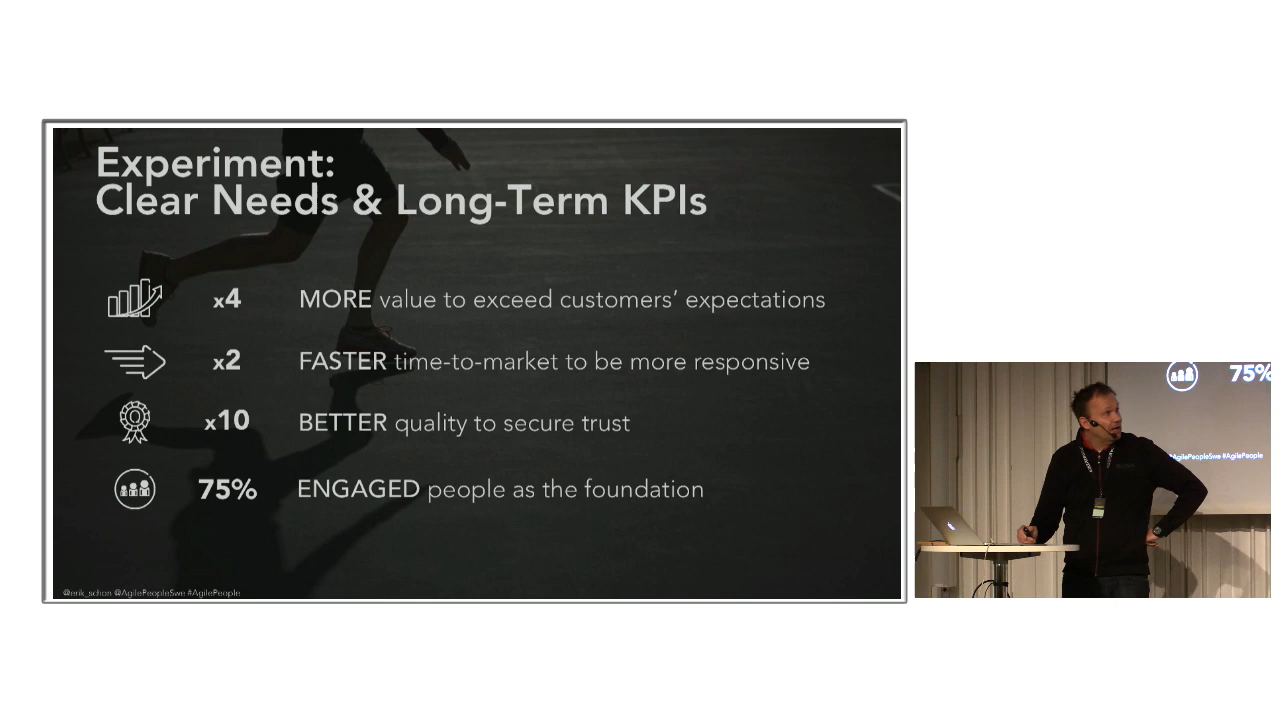 Experiment:
Clear Needs & Long-Term KPIs
x4 MORE value to exceed customers’ expectations
x2 FASTER time-to-market to be more responsive
x10 BETTER quality to secure trust
75% ENGAGED people as the foundation
@erik_schon @AgilePeopleSwe #AgilePeople
75%
AgilePeopleSwe #AgilePeople